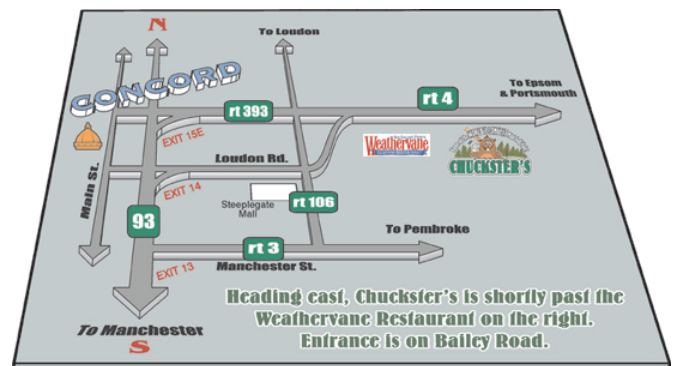 N
To Loudon
CONCORD
To Epsom
& Portsmouth
rt 4
rt 393
EXIT 15E
Weathervane
CHUCKSTER'S
Loudon Rd.
Main St.
EXIT 14
Steeplegate
Mall
rt 106
93
To Pembroke
rt 3
Manchester St.
EXIT 13
Heading east, Chuckster's is shortly past the
Weathervane Restaurant on the right.
Entrance is on Bailey Road.
To Manchester
S